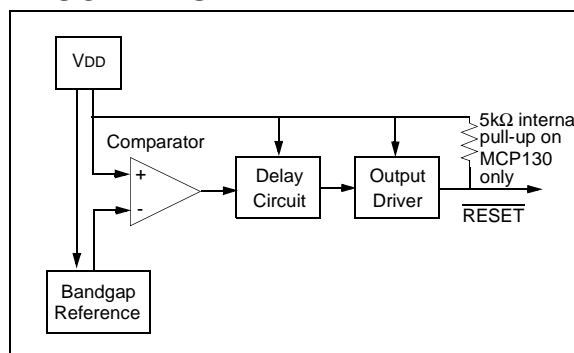 VDD
Comparator
+
-
Delay
Circuit
Output
Driver
5kΩ interna
pull-up on
MCP130
only
RESET
Bandgap
Reference